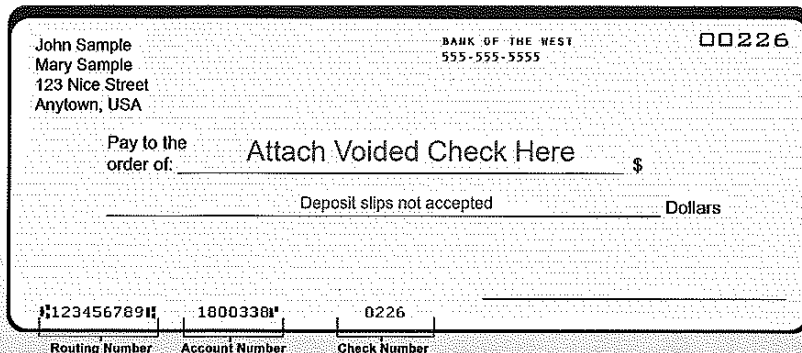 John Sample
Mary Sample
123 Nice Street
Anytown, USA
BANK OF THE WEST
555-555-5555
00226
Pay to the
order of: Attach Voided Check Here $
Deposit slips not accepted Dollars
⑆123456789⑆ 1800338⑈ 0226
Routing Number Account Number Check Number